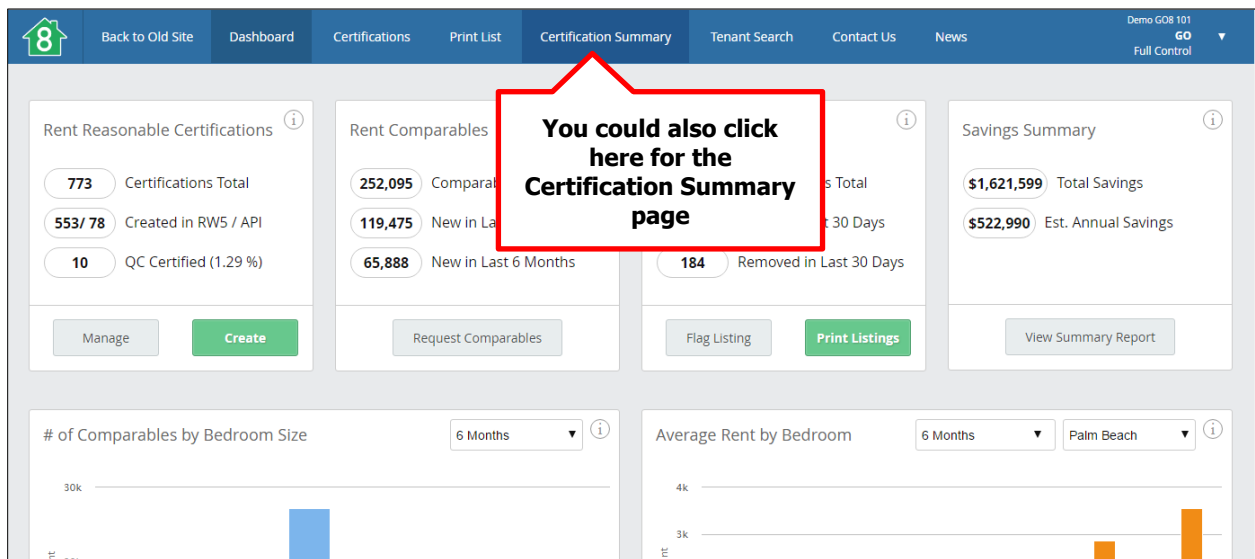 8
Back to Old Site
Dashboard
Certifications
Print List
Certification Summary
Tenant Search
Contact Us
News
Demo GO8 101
GO
Full Control
Rent Reasonable Certifications
773 Certifications Total
553/ 78 Created in RW5 / API
10 QC Certified (1.29 %)
Manage
Create
Rent Comparables
252,095
119,475 New in
65,888 New in Last 6 Months
Request Comparables
You could also click
here for the
Certification Summary
page
Total
30 Days
184 Removed in Last 30 Days
Flag Listing
Print Listings
Savings Summary
$1,621,599 Total Savings
$522,990 Est. Annual Savings
View Summary Report
# of Comparables by Bedroom Size
6 Months
30k
Average Rent by Bedroom
6 Months
Palm Beach
4k
3k